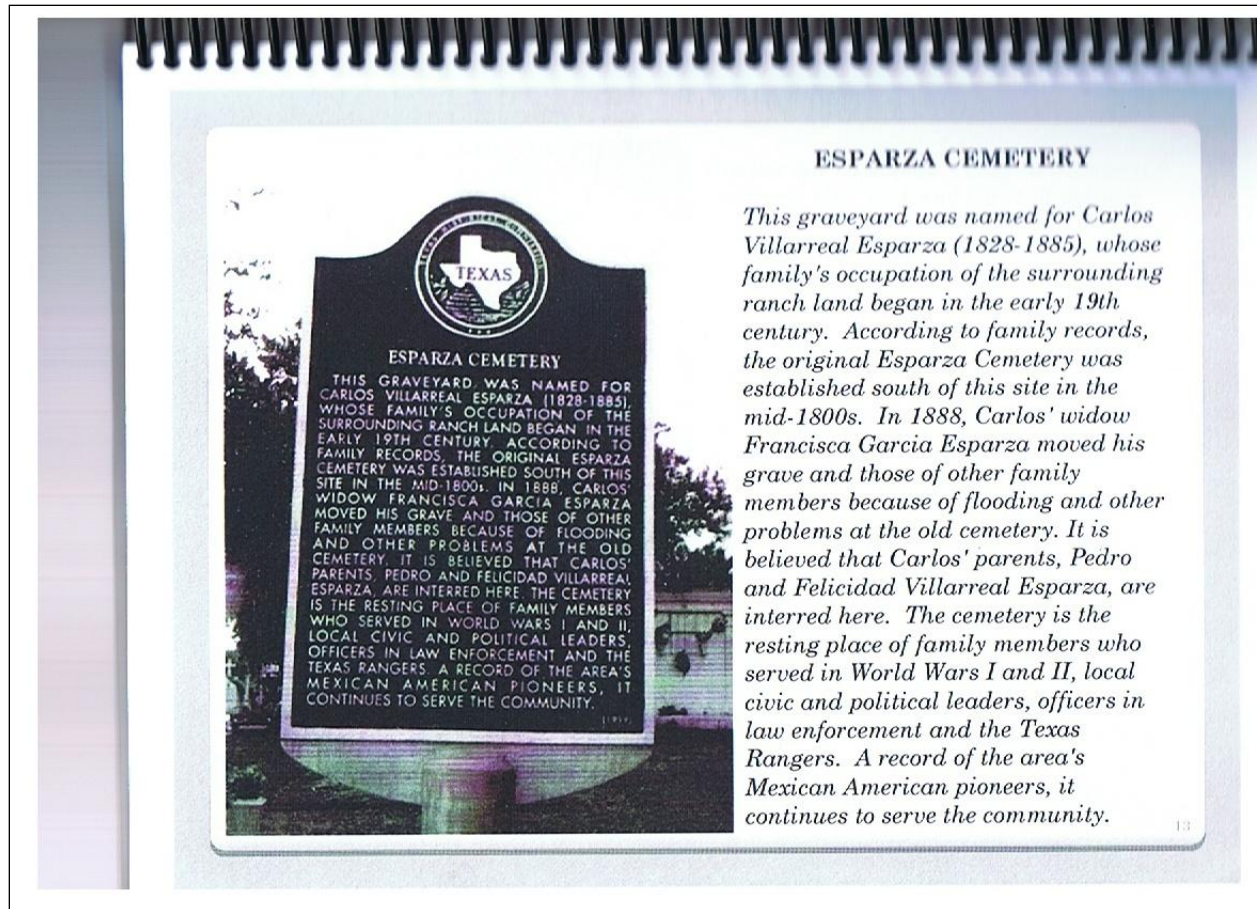 TEXAS
ESPARZA CEMETERY
THIS GRAVEYARD WAS NAMED FOR
CARLOS VILLARREAL ESPARZA (1828-1885),
WHOSE FAMILY'S OCCUPATION OF THE
SURROUNDING RANCH LAND BEGAN IN THE
EARLY 19TH CENTURY. ACCORDING TO
FAMILY RECORDS, THE ORIGINAL ESPARZA
CEMETERY WAS ESTABLISHED SOUTH OF THIS
SITE IN THE MID-1800s. IN 1888, CARLOS'
WIDOW FRANCISCA GARCIA ESPARZA
MOVED HIS GRAVE AND THOSE OF OTHER
FAMILY MEMBERS BECAUSE OF FLOODING
AND OTHER PROBLEMS AT THE OLD
CEMETERY. IT IS BELIEVED THAT CARLOS'
PARENTS, PEDRO AND FELICIDAD VILLARREAL
ESPARZA, ARE INTERRED HERE. THE CEMETERY
IS THE RESTING PLACE OF FAMILY MEMBERS
WHO SERVED IN WORLD WARS I AND II,
LOCAL CIVIC AND POLITICAL LEADERS,
OFFICERS IN LAW ENFORCEMENT AND THE
TEXAS RANGERS. A RECORD OF THE AREA'S
MEXICAN AMERICAN PIONEERS, IT
CONTINUES TO SERVE THE COMMUNITY.
ESPARZA CEMETERY
This graveyard was named for Carlos
Villarreal Esparza (1828-1885), whose
family's occupation of the surrounding
ranch land began in the early 19th
century. According to family records,
the original Esparza Cemetery was
established south of this site in the
mid-1800s. In 1888, Carlos' widow
Francisca Garcia Esparza moved his
grave and those of other family
members because of flooding and other
problems at the old cemetery. It is
believed that Carlos' parents, Pedro
and Felicidad Villarreal Esparza, are
interred here. The cemetery is the
resting place of family members who
served in World Wars I and II, local
civic and political leaders, officers in
law enforcement and the Texas
Rangers. A record of the area's
Mexican American pioneers, it
continues to serve the community.
13